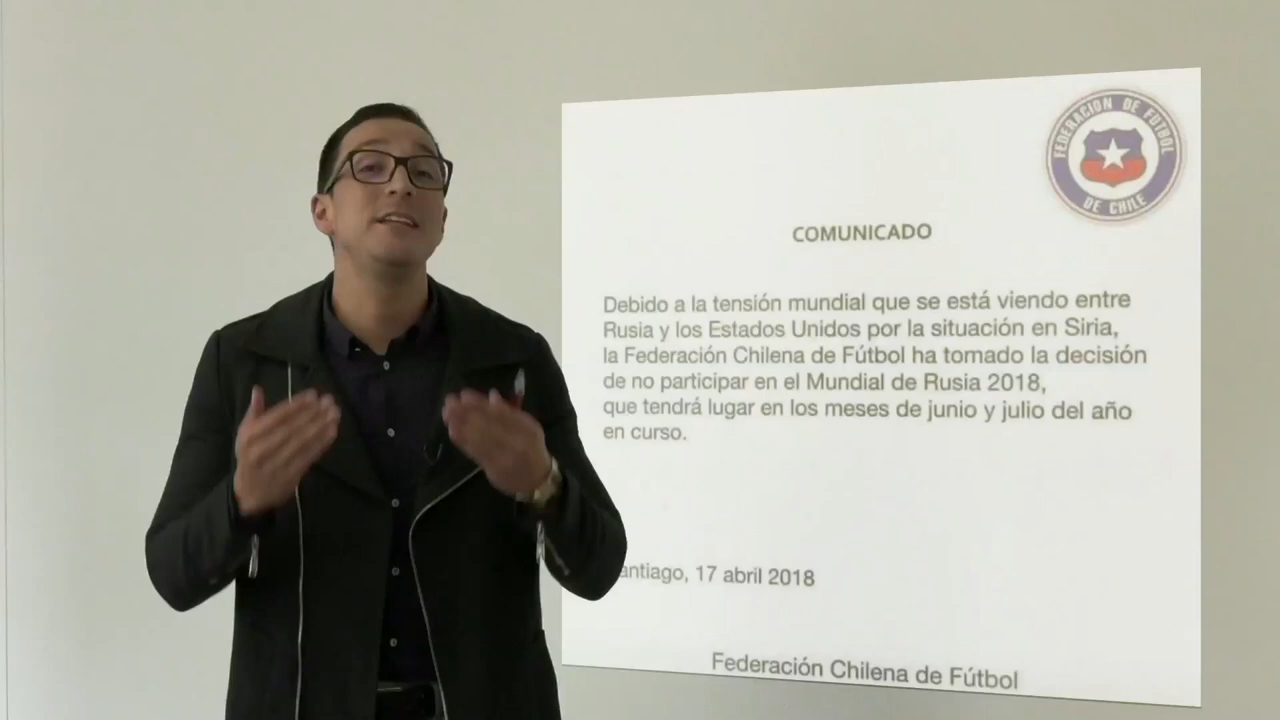 FEDERACION DE FUTBOL
DE CHILE
COMUNICADO
Debido a la tensión mundial que se está viendo entre
Rusia y los Estados Unidos por la situación en Siria,
la Federación Chilena de Fútbol ha tomado la decisión
de no participar en el Mundial de Rusia 2018,
que tendrá lugar en los meses de junio y julio del año
en curso.
antiago, 17 abril 2018
Federación Chilena de Fútbol